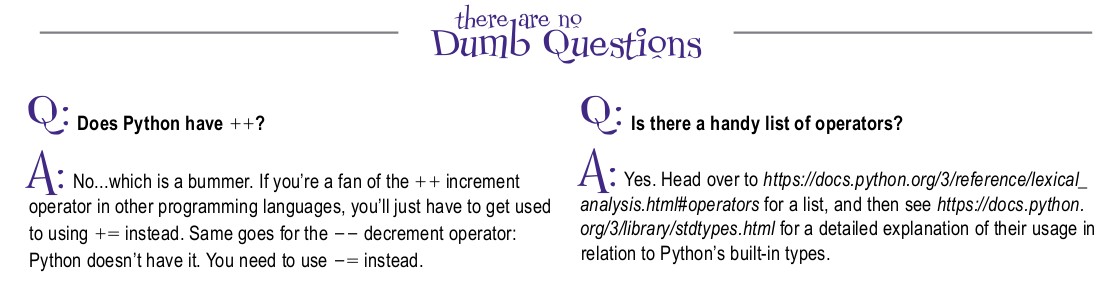 there are no
Dumb Questions
Q: Does Python have ++?
A: No...which is a bummer. If you’re a fan of the ++ increment
operator in other programming languages, you’ll just have to get used
to using += instead. Same goes for the -- decrement operator:
Python doesn’t have it. You need to use -= instead.
Q: Is there a handy list of operators?
A: Yes. Head over to https://docs.python.org/3/reference/lexical_
analysis.html#operators for a list, and then see https://docs.python.
org/3/library/stdtypes.html for a detailed explanation of their usage in
relation to Python’s built-in types.